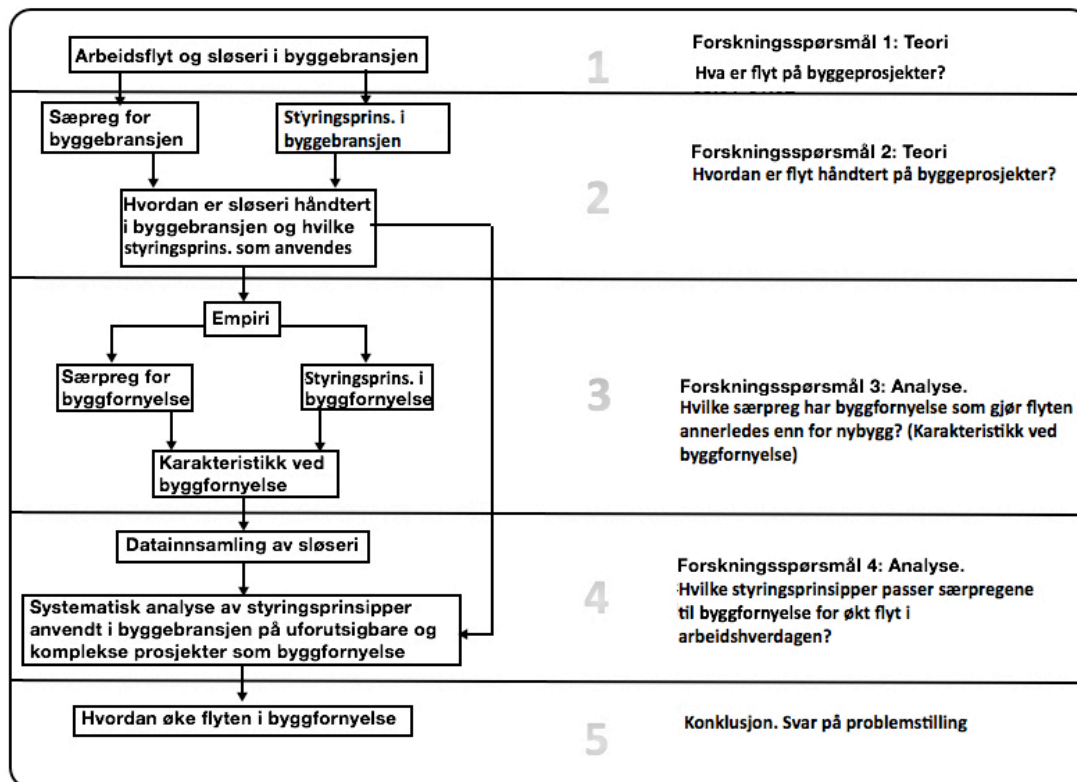 Arbeidsflyt og sløseri i byggebransjen
1
Forskningsspørsmål 1: Teori
Hva er flyt på byggeprosjekter?
Sæpreg for
byggebransjen
Styringsprins. i
byggebransjen
Hvordan er sløseri håndtert
i byggebransjen og hvilke
styringsprins. som anvendes
2
Forskningsspørsmål 2: Teori
Hvordan er flyt håndtert på byggeprosjekter?
Empiri
Særpreg for
byggfornyelse
Styringsprins. i
byggfornyelse
Karakteristikk ved
byggfornyelse
3
Forskningsspørsmål 3: Analyse.
Hvilke særpreg har byggfornyelse som gjør flyten
annerledes enn for nybygg? (Karakteristikk ved
byggfornyelse)
Datainnsamling av sløseri
Systematisk analyse av styringsprinsipper
anvendt i byggebransjen på uforutsigbare og
komplekse prosjekter som byggfornyelse
4
Forskningsspørsmål 4: Analyse.
Hvilke styringsprinsipper passer særpregene
til byggfornyelse for økt flyt i
arbeidshverdagen?
Hvordan øke flyten i byggfornyelse
5
Konklusjon. Svar på problemstilling